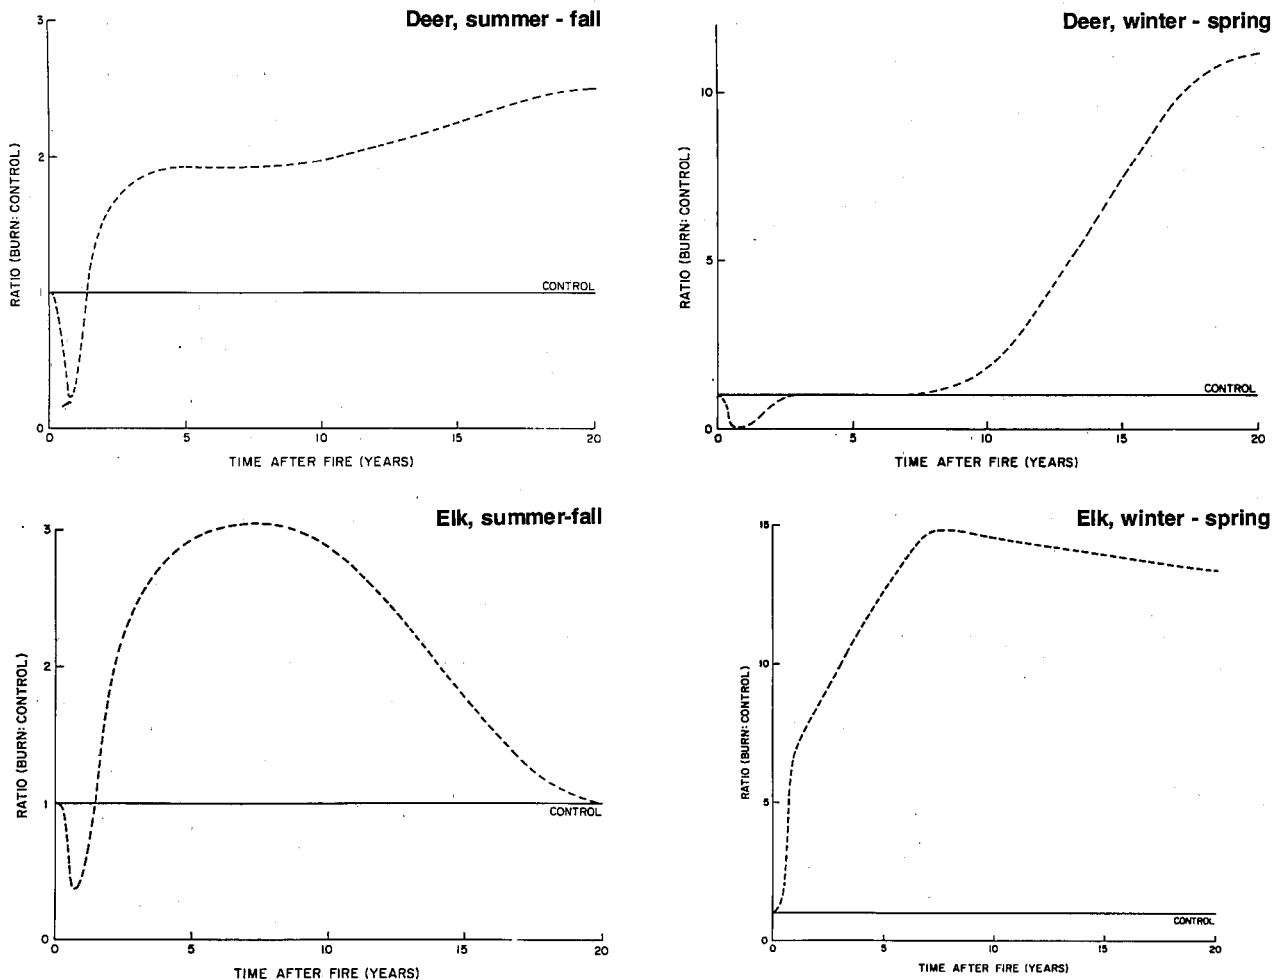 Deer, summer - fall
3
2
1
0
RATIO (BURN: CONTROL)
CONTROL
0 5 10 15 20
TIME AFTER FIRE (YEARS)
Deer, winter - spring
10
5
1
0
RATIO (BURN: CONTROL)
CONTROL
0 5 10 15 20
TIME AFTER FIRE (YEARS)
Elk, summer-fall
3
2
1
0
RATIO (BURN: CONTROL)
CONTROL
0 5 10 15 20
TIME AFTER FIRE (YEARS)
Elk, winter - spring
15
10
5
0
RATIO (BURN: CONTROL)
CONTROL
0 5 10 15 20
TIME AFTER FIRE (YEARS)